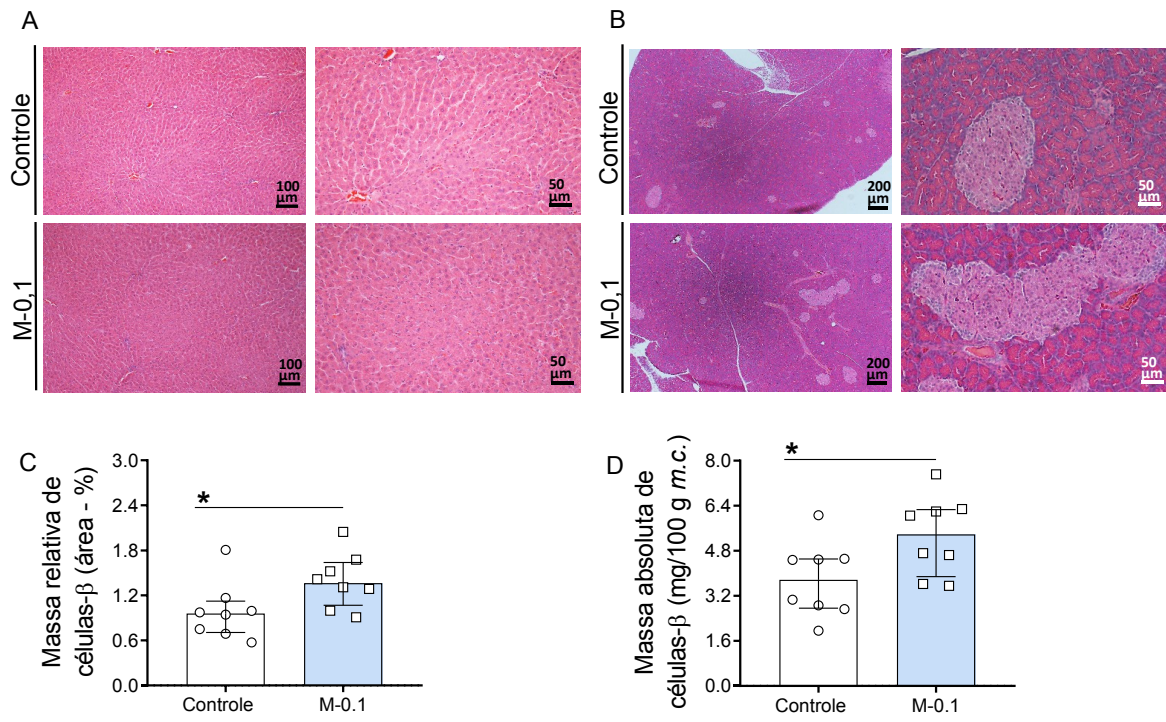 A
B
Controle
100
µm
50
µm
Controle
200
µm
50
µm
M-0,1
100
µm
50
µm
M-0,1
200
µm
50
µm
C
Massa relativa de
células-β (área - %)
3.0
2.4
1.8
1.2
0.6
0.0
*
Controle
M-0.1
D
Massa absoluta de
células-β (mg/100 g m.c.)
8.0
6.4
4.8
3.2
1.6
0.0
*
Controle
M-0.1